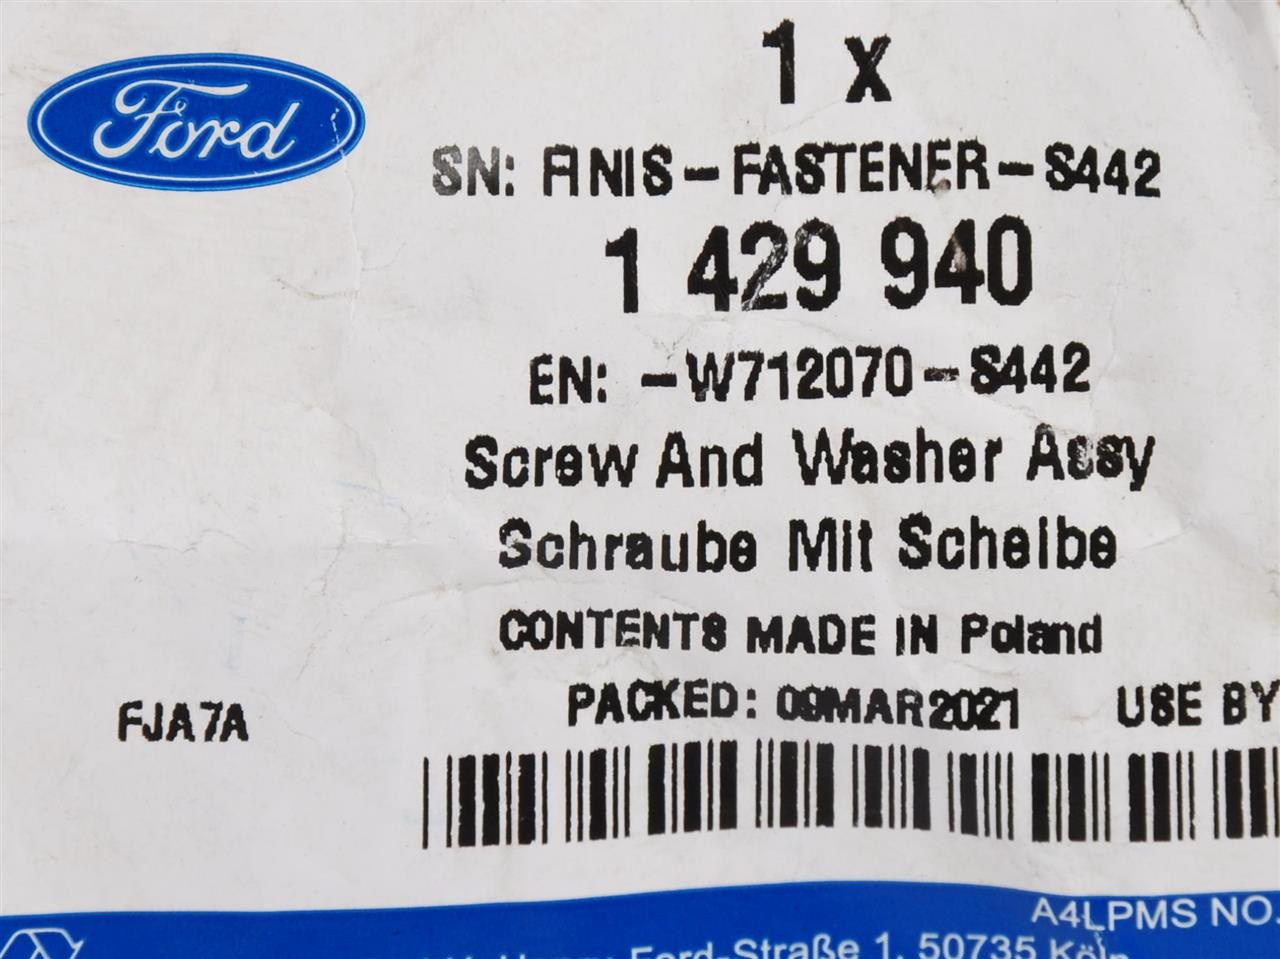 Ford
1 x
SN: FINIS-FASTENER-S442
1 429 940
EN: -W712070-S442
Screw And Washer Assy
Schraube Mit Scheibe
CONTENTS MADE IN Poland
FJA7A
PACKED: 09MAR2021 USE BY
A4LPMS NO.
Ford-Straße 1, 50735 Köln